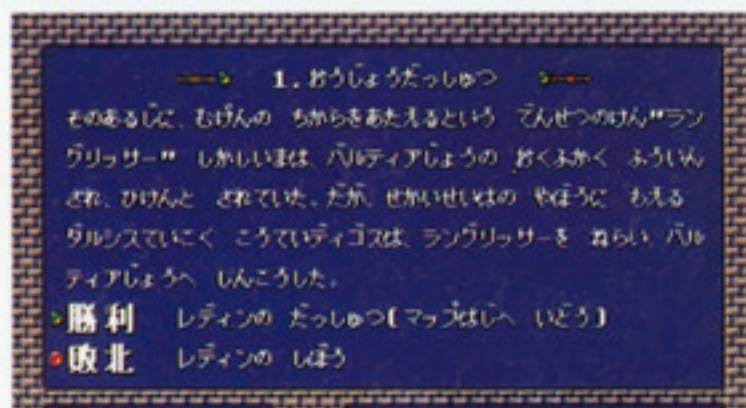 1.おうじょうだっしゅつ
そのあるじに、むげんの ちからをあたえるという でんせつのけん"ラン
グリッサー" しかしいまは、バルディアじょうの おくふかく ふういん
され、ひけんと されていた。だが、せかいせいはの やぼうに もえる
ダルシスていこく こうていディゴスは、ラングリッサーを ねらい、バル
ディアじょうへ しんこうした。
勝利 レディンの だっしゅつ(マップはじへ いどう)
敗北 レディンの しぼう